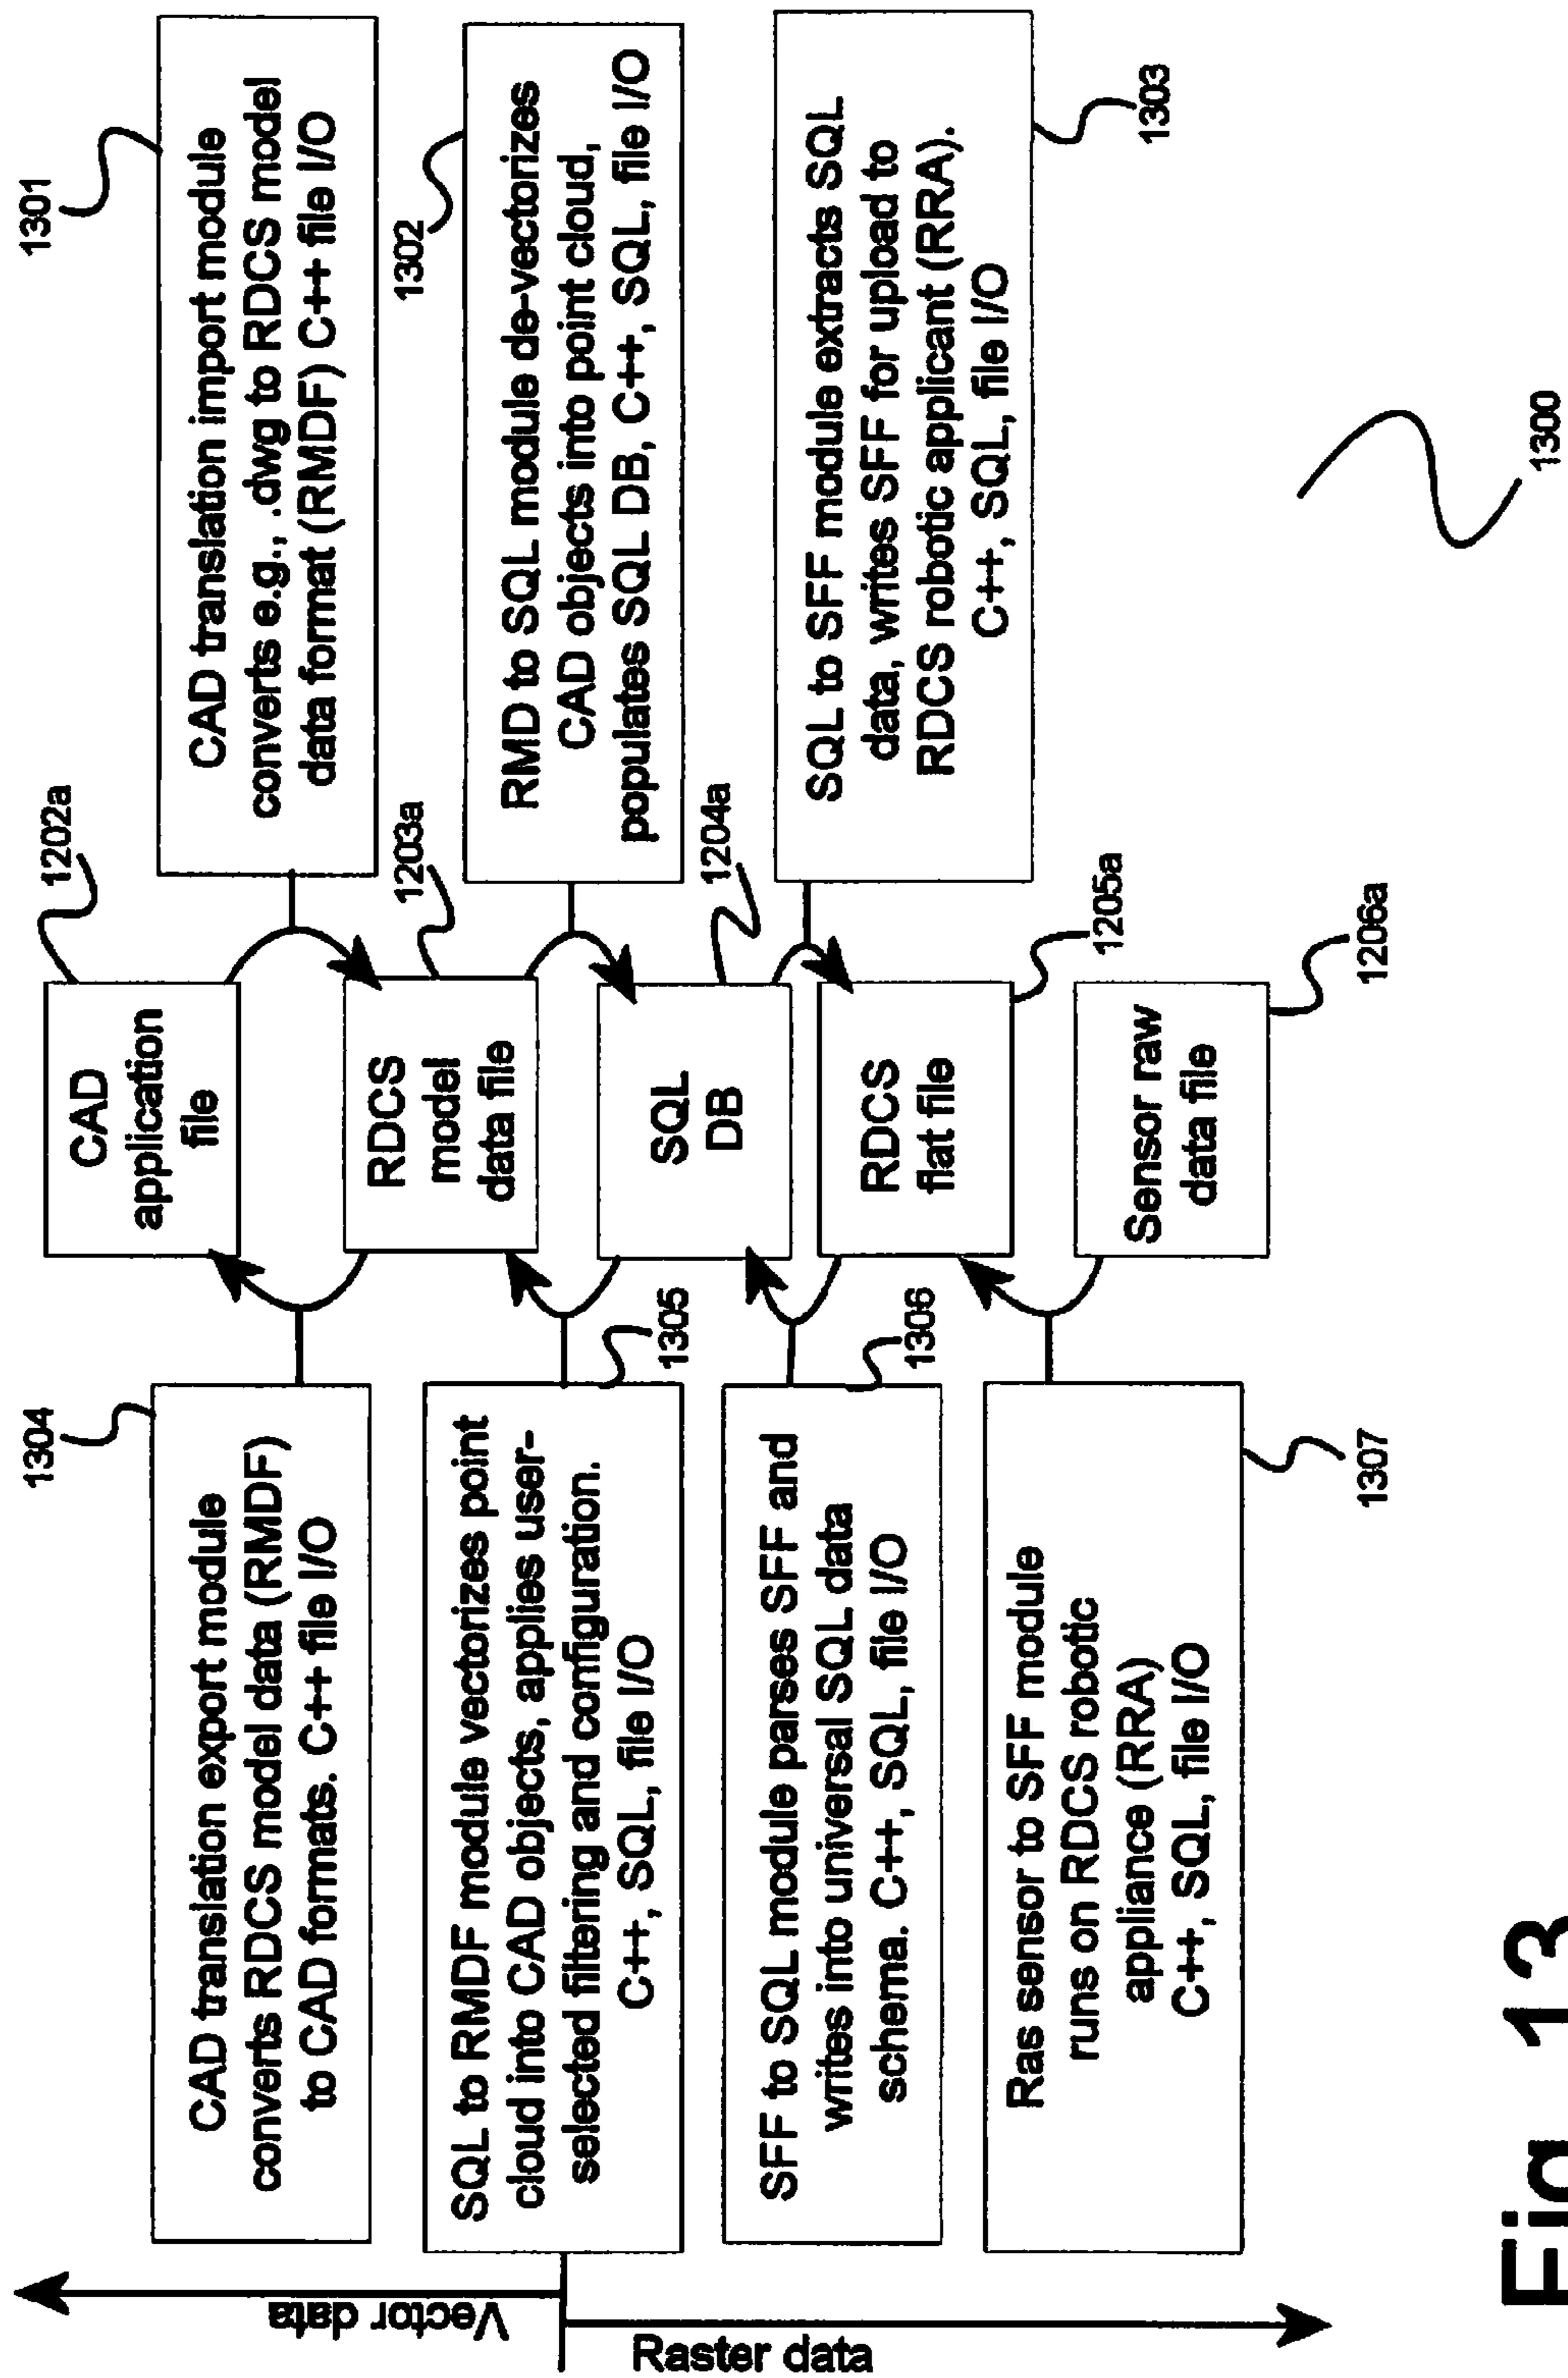 1304
CAD translation export module
converts RDCS model data (RMDF)
to CAD formats. C++ file I/O
SQL to RMDF module vectorizes point
cloud into CAD objects, applies user-
selected filtering and configuration.
C++, SQL, file I/O
1305
SFF to SQL module parses SFF and
writes into universal SQL data
schema. C++, SQL, file I/O
1306
Ras sensor to SFF module
runs on RDCS robotic
appliance (RRA)
C++, SQL, file I/O
1307
Vector data
Raster data
CAD
application
file
1202a
RDCS
model
data file
1203a
SQL
DB
1204a
RDCS
flat file
1205a
Sensor raw
data file
1206a
1301
CAD translation import module
converts e.g., .dwg to RDCS model
data format (RMDF) C++ file I/O
1302
RMD to SQL module de-vectorizes
CAD objects into point cloud,
populates SQL DB, C++, SQL, file I/O
SQL to SFF module extracts SQL
data, writes SFF for upload to
RDCS robotic applicant (RRA).
C++, SQL, file I/O
1303
1300
Fig 13